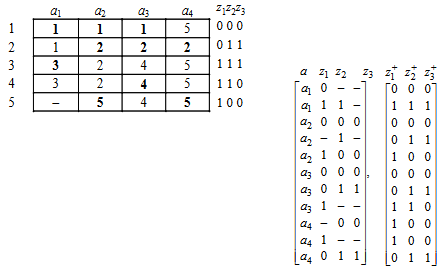 a1 a2 a3 a4 z1z2z3
1 1 1 1 5 0 0 0
2 1 2 2 2 0 1 1
3 3 2 4 5 1 1 1
4 3 2 4 5 1 1 0
5 – 5 4 5 1 0 0
a z1 z2 z3 z1+ z2+ z3+
a1 0 – – 0 0 0
a1 1 1 – 1 1 1
a2 0 0 0 0 0 0
a2 – 1 – 0 1 1
a2 1 0 0 1 0 0
a3 0 0 0 , 0 0 0
a3 0 1 1 0 1 1
a3 1 – – 1 1 0
a4 – 0 0 1 0 0
a4 1 – – 1 0 0
a4 0 1 1 0 1 1